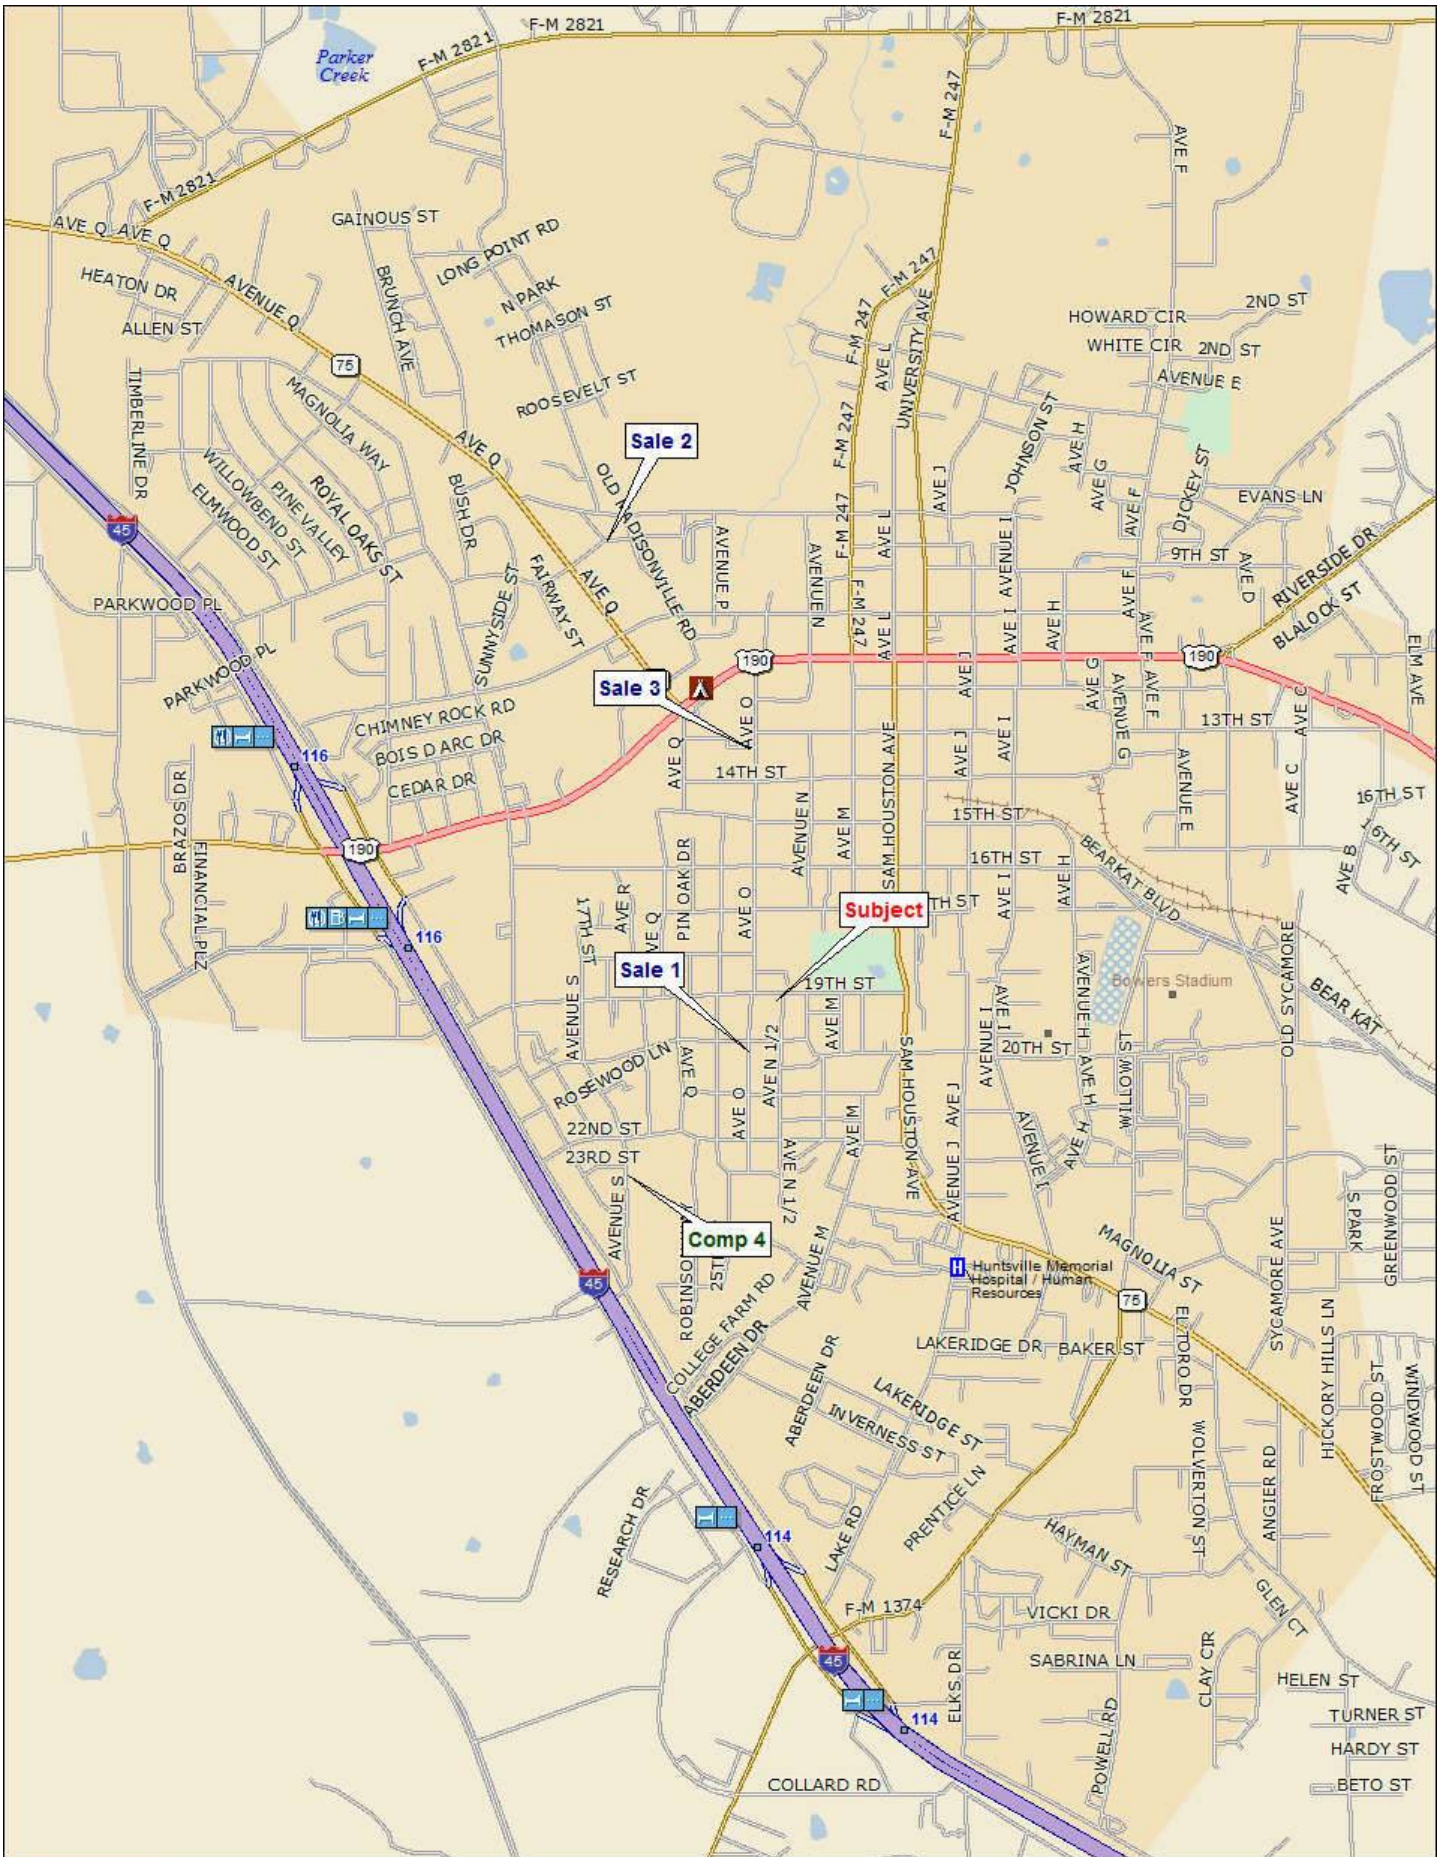 F-M 2821
F-M 2821
Parker
Creek
F-M 2821
F-M 247
AVE F
F-M 2821
AVE Q
AVE Q
GAINOUS ST
LONG POINT RD
F-M 247
HEATON DR
AVENUE Q
BRUNCH AVE
N PARK
THOMASON ST
2ND ST
HOWARD CIR
ALLEN ST
F-M 247
UNIVERSITY AVE
WHITE CIR
2ND ST
75
AVE L
AVENUE E
TIMBERLINE DR
MAGNOLIA WAY
ROOSEVELT ST
JOHNSON ST
AVE H
F-M 247
Sale 2
AVE Q
AVE G
AVE J
DICKEY ST
WILLOWBEND ST
ROYAL OAKS ST
PINE VALLEY
ELMWOOD ST
BUSH DR
OLD MADISONVILLE RD
EVANS LN
AVE F
45
F-M 247
AVE L
AVENUE I
AVENUE P
AVENUE N
9TH ST
AVE D
RIVERSIDE DR
FAIRWAY ST
AVE Q
SUNNYSIDE ST
F-M 247
AVE L
AVE I
AVE H
AVE F
AVE F
BLALOCK ST
PARKWOOD PL
ELM AVE
PARKWOOD PL
190
190
Sale 3
AVE J
AVE G
AVENUE G
AVE F
AVE C
CHIMNEY ROCK RD
AVE O
13TH ST
BOIS D ARC DR
SAM HOUSTON AVE
AVE J
AVE I
116
AVE Q
14TH ST
CEDAR DR
AVENUE E
AVE C
16TH ST
BRAZOS DR
15TH ST
190
AVENUE N
AVE M
16TH ST
BEARKAT BLVD
16TH ST
AVE B
FINANCIAL PLZ
PIN OAK DR
AVE R
AVE O
AVE I
AVE H
17TH ST
Subject
TH ST
116
VE Q
Sale 1
OLD SYCAMORE
19TH ST
Bowers Stadium
AVENUE S
AVE M
AVE I
AVENUE H
BEAR KAT
AVE N 1/2
SAM HOUSTON AVE
AVENUE I
20TH ST
ROSEWOOD LN
AVE Q
AVE H
WILLOW ST
AVE O
AVE J
22ND ST
AVE M
AVENUE I
AVE H
23RD ST
AVE N 1/2
AVENUE J
AVENUE S
S PARK
GREENWOOD ST
Comp 4
45
ROBINSO
25T
AVENUE M
H
Huntsville Memorial
Hospital / Human
Resources
MAGNOLIA ST
SYCAMORE AVE
75
COLLEGE FARM RD
ABERDEEN DR
LAKERIDGE DR
BAKER ST
EL TORO DR
HICKORY HILLS LN
ABERDEEN DR
LAKERIDGE ST
INVERNESS ST
FROSTWOOD ST
WINDWOOD ST
WOLVERTON ST
ANGIER RD
RESEARCH DR
PRENTICE LN
114
LAKE RD
HAYMAN ST
F-M 1374
GLEN CT
VICKI DR
45
SABRINA LN
CLAY CIR
ELKS DR
HELEN ST
114
POWELL RD
TURNER ST
HARDY ST
COLLARD RD
BETO ST